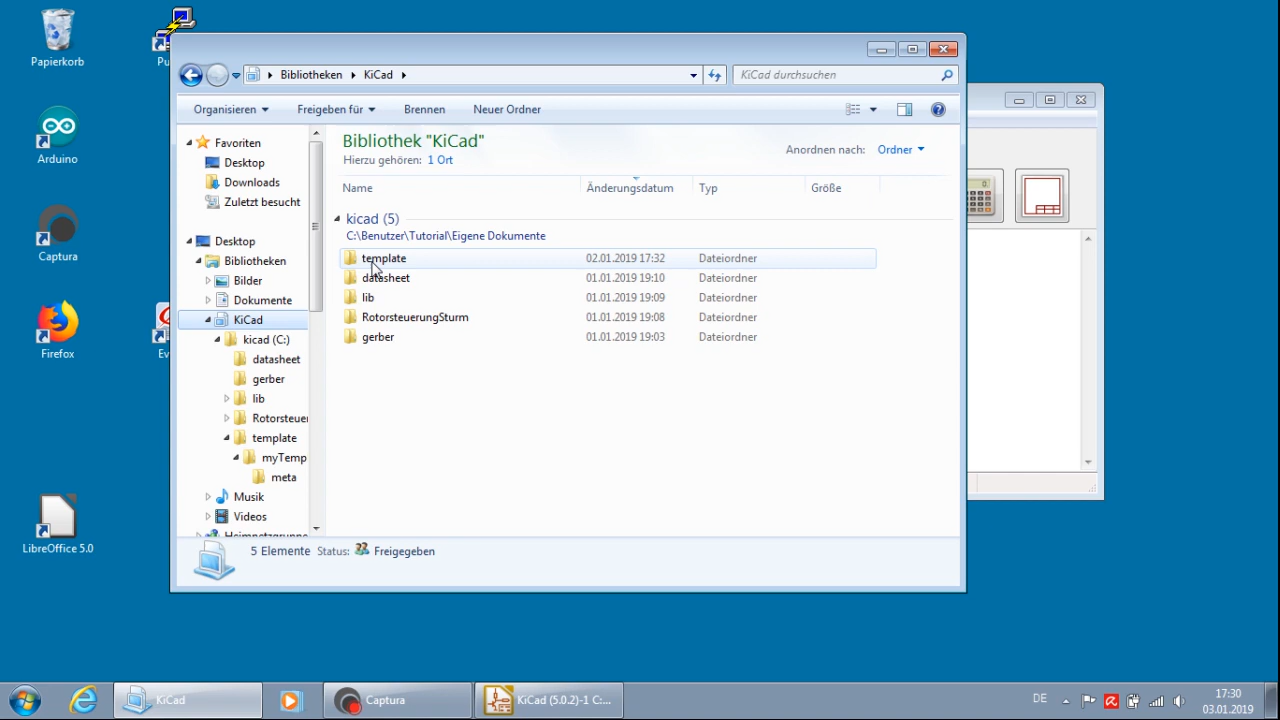 Papierkorb
Pu
Arduino
Captura
Firefox
Ev
LibreOffice 5.0
Bibliotheken
KiCad
KiCad durchsuchen
Organisieren
Freigeben für
Brennen
Neuer Ordner
Favoriten
Desktop
Downloads
Zuletzt besucht
Desktop
Bibliotheken
Bilder
Dokumente
KiCad
kicad (C:)
datasheet
gerber
lib
Rotorsteuer
template
myTemp
meta
Musik
Videos
Heimnetzgruppe
Bibliothek "KiCad"
Hierzu gehören: 1 Ort
Anordnen nach: Ordner
Name Änderungsdatum Typ Größe
kicad (5)
C:\Benutzer\Tutorial\Eigene Dokumente
template 02.01.2019 17:32 Dateiordner
datasheet 01.01.2019 19:10 Dateiordner
lib 01.01.2019 19:09 Dateiordner
RotorsteuerungSturm 01.01.2019 19:08 Dateiordner
gerber 01.01.2019 19:03 Dateiordner
5 Elemente Status: Freigegeben
KiCad
Captura
KiCad (5.0.2)-1 C:...
DE
17:30
03.01.2019